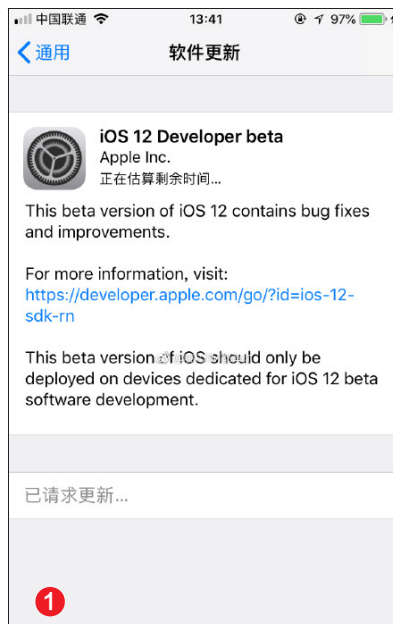 中国联通 13:41 97%
通用 软件更新
iOS 12 Developer beta
Apple Inc.
正在估算剩余时间...
This beta version of iOS 12 contains bug fixes
and improvements.
For more information, visit:
https://developer.apple.com/go/?id=ios-12-
sdk-rn
This beta version of iOS should only be
deployed on devices dedicated for iOS 12 beta
software development.
已请求更新...
1